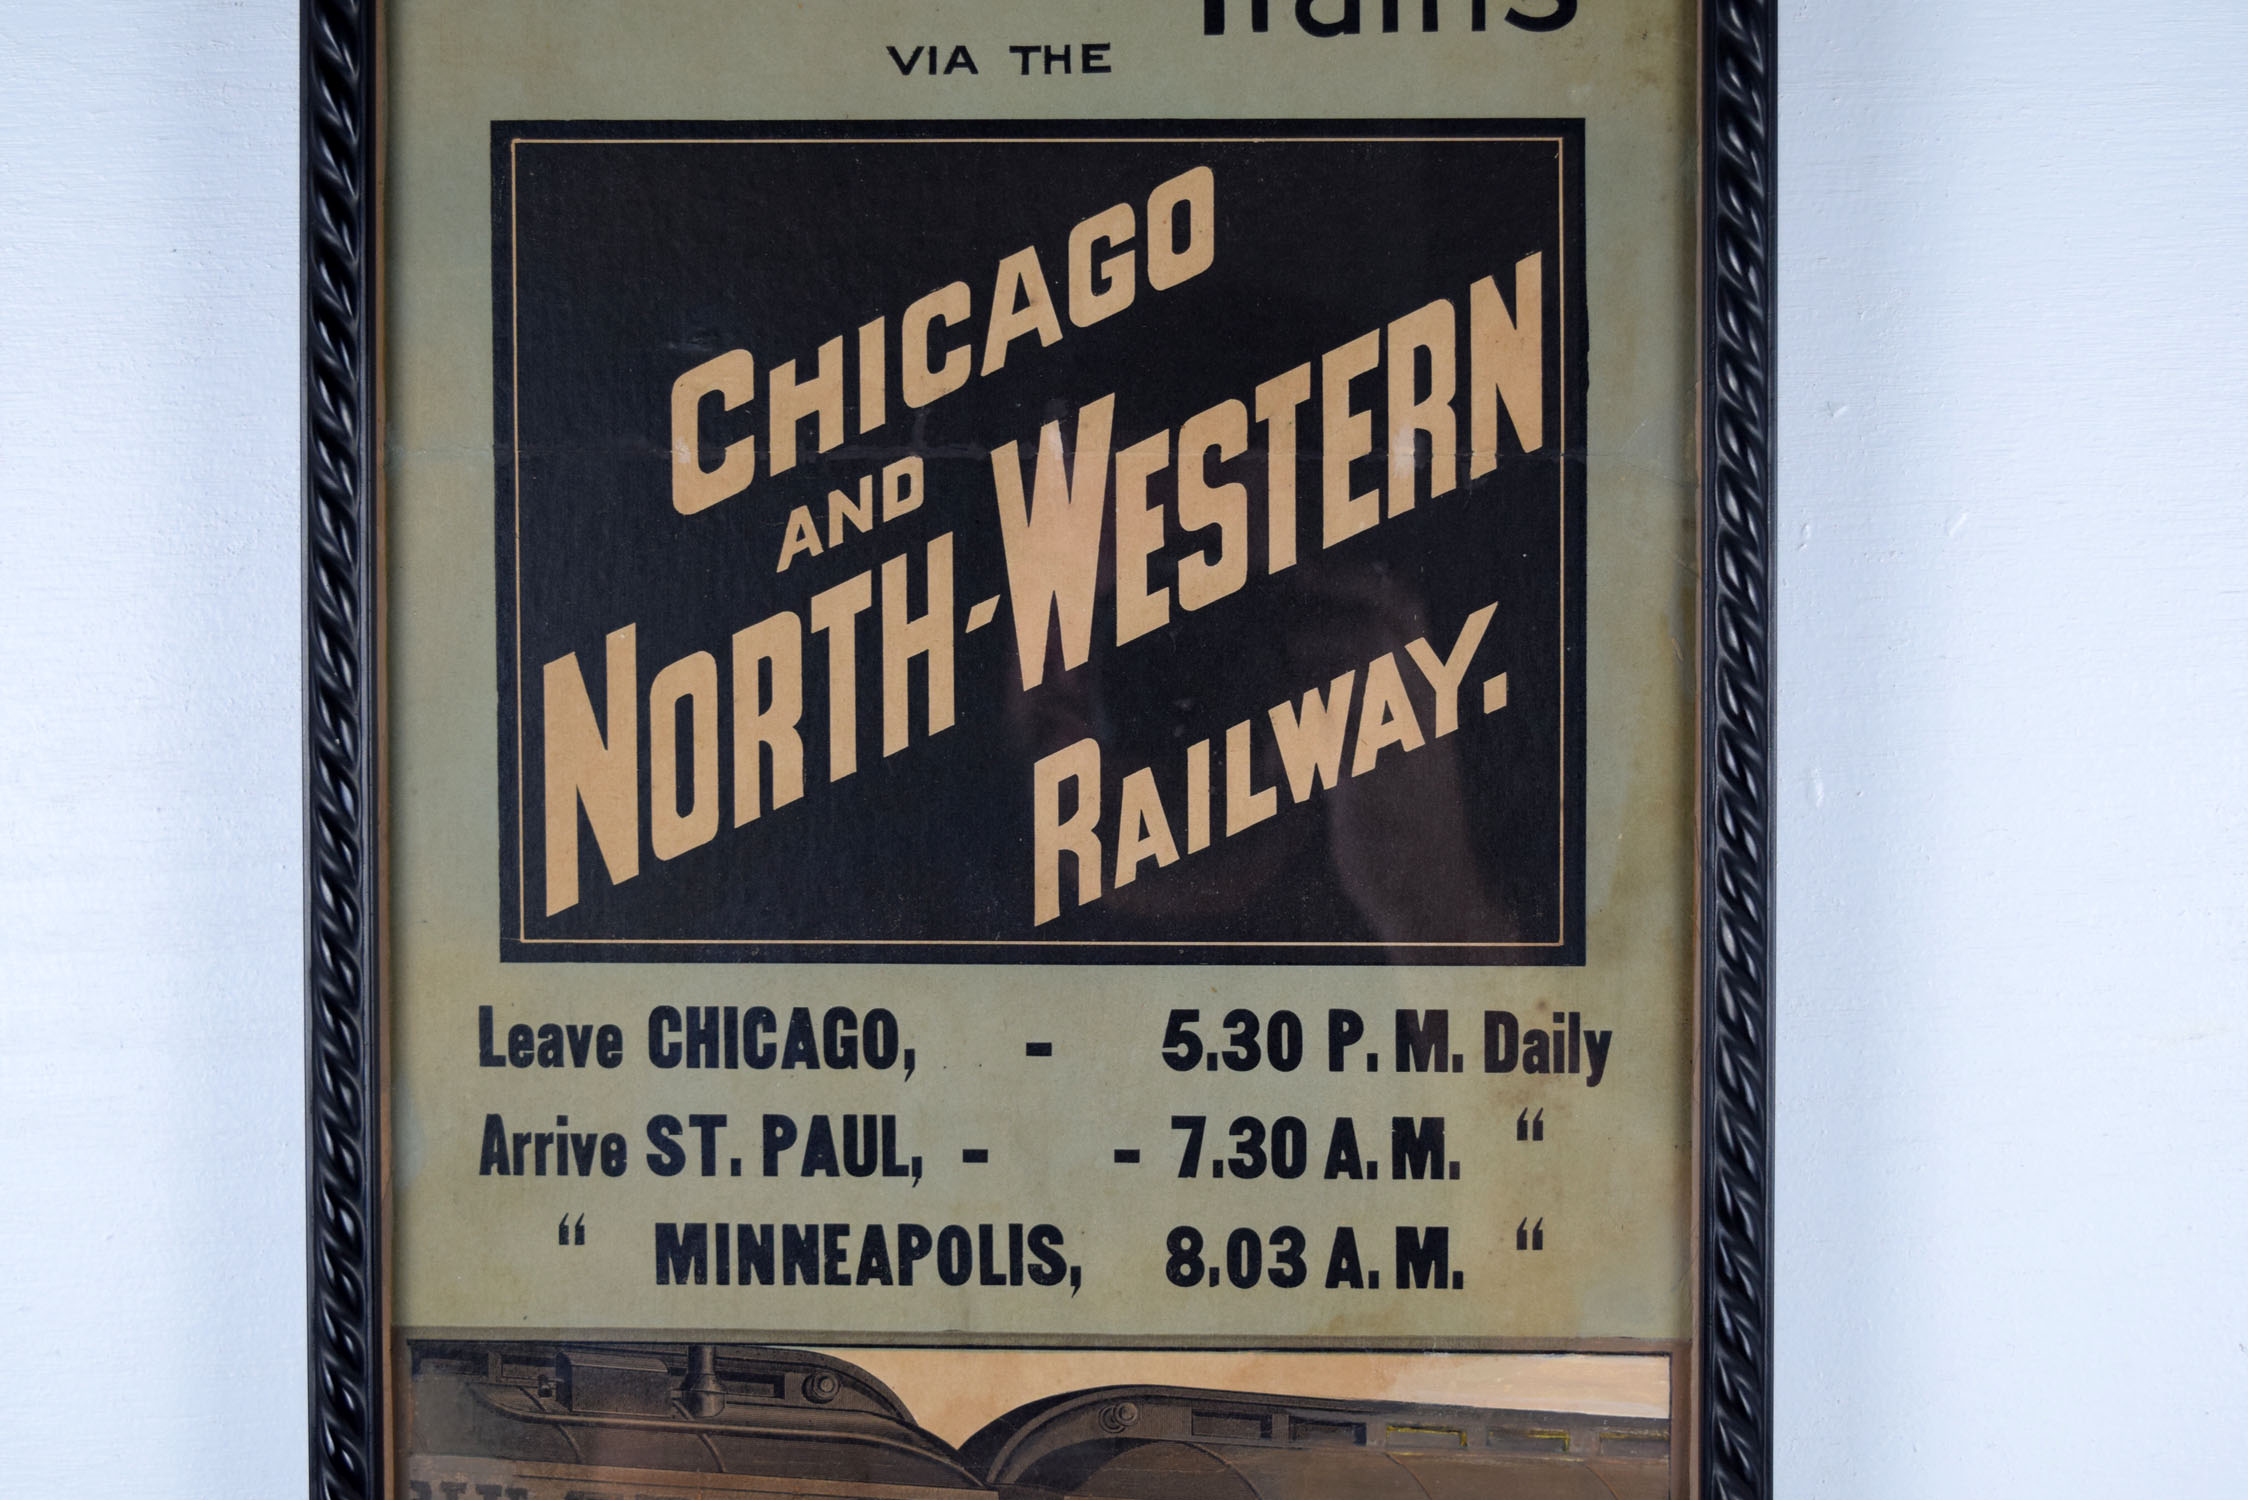 Trains
VIA THE
CHICAGO
AND
NORTH-WESTERN
RAILWAY.
Leave CHICAGO, - 5.30 P. M. Daily
Arrive ST. PAUL, - - 7.30 A. M. “
“ MINNEAPOLIS, 8.03 A. M. “